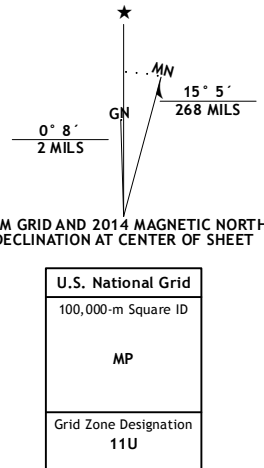 MN
GN
15° 5´
268 MILS
0° 8´
2 MILS
M GRID AND 2014 MAGNETIC NORTH
DECLINATION AT CENTER OF SHEET
U.S. National Grid
100,000-m Square ID
MP
Grid Zone Designation
11U